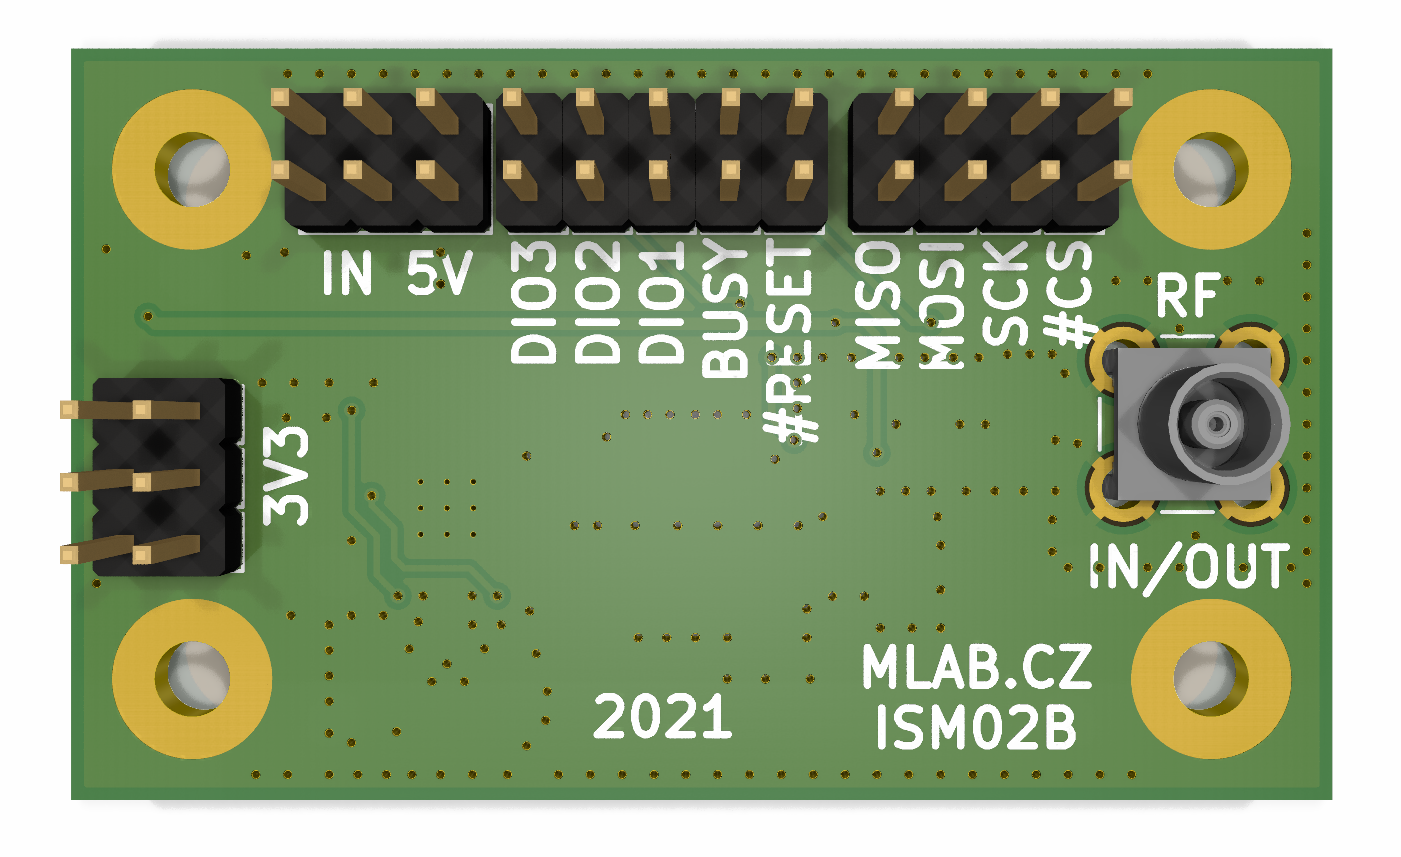 IN 5V
DIO3
DIO2
DIO1
BUSY
#RESET
MISO
MOSI
SCK
#CS
RF
3V3
IN/OUT
MLAB.CZ
ISM02B
2021